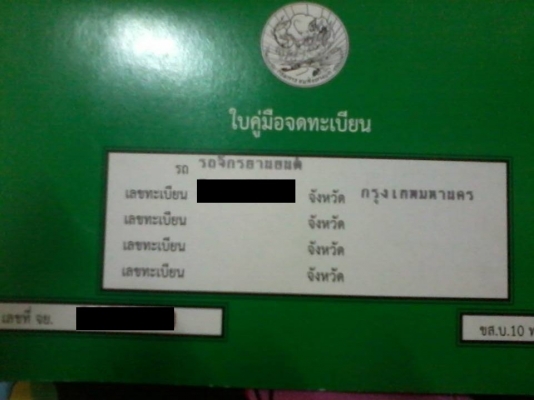 ใบคู่มือจดทะเบียน
รถ รถจักรยานยนต์
เลขทะเบียน จังหวัด กรุงเทพมหานคร
เลขทะเบียน จังหวัด
เลขทะเบียน จังหวัด
เลขทะเบียน จังหวัด
เลขที่ จย.
ขส.บ.10